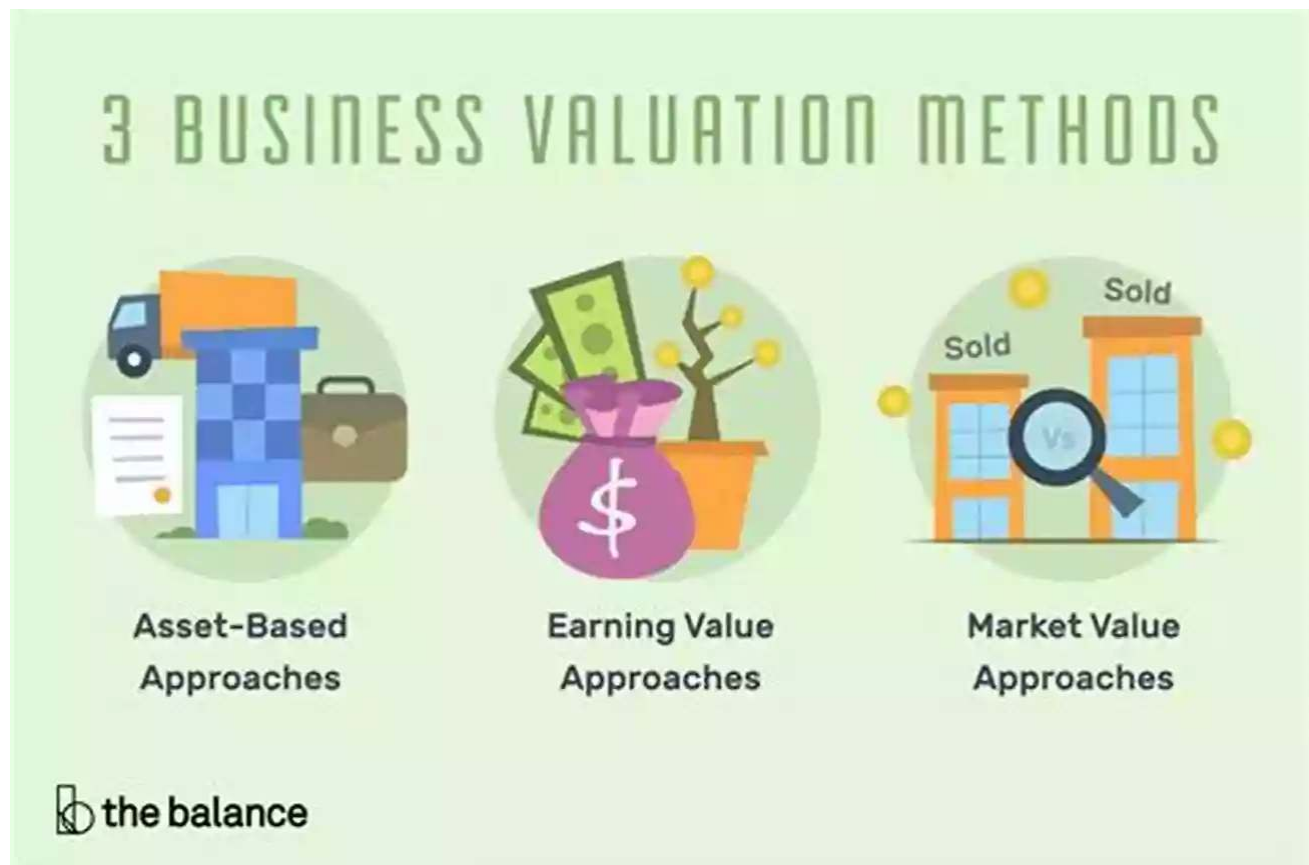 3 BUSINESS VALUATION METHODS
Sold
Sold
Vs
$
Asset-Based
Approaches
Earning Value
Approaches
Market Value
Approaches
the balance